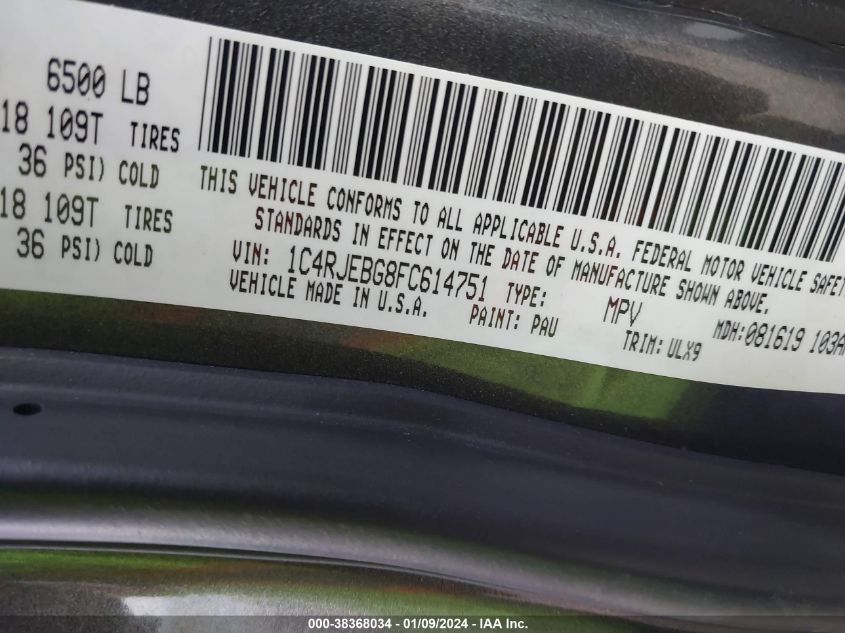 6500 LB
18 109T TIRES
36 PSI) COLD
18 109T TIRES
36 PSI) COLD
THIS VEHICLE CONFORMS TO ALL APPLICABLE U.S.A. FEDERAL MOTOR VEHICLE SAFET
STANDARDS IN EFFECT ON THE DATE OF MANUFACTURE SHOWN ABOVE.
VIN: 1C4RJEBG8FC614751 TYPE: MPV MDH:081619 103A
VEHICLE MADE IN U.S.A. PAINT: PAU TRIM: ULX9
000-38368034 - 01/09/2024 - IAA Inc.